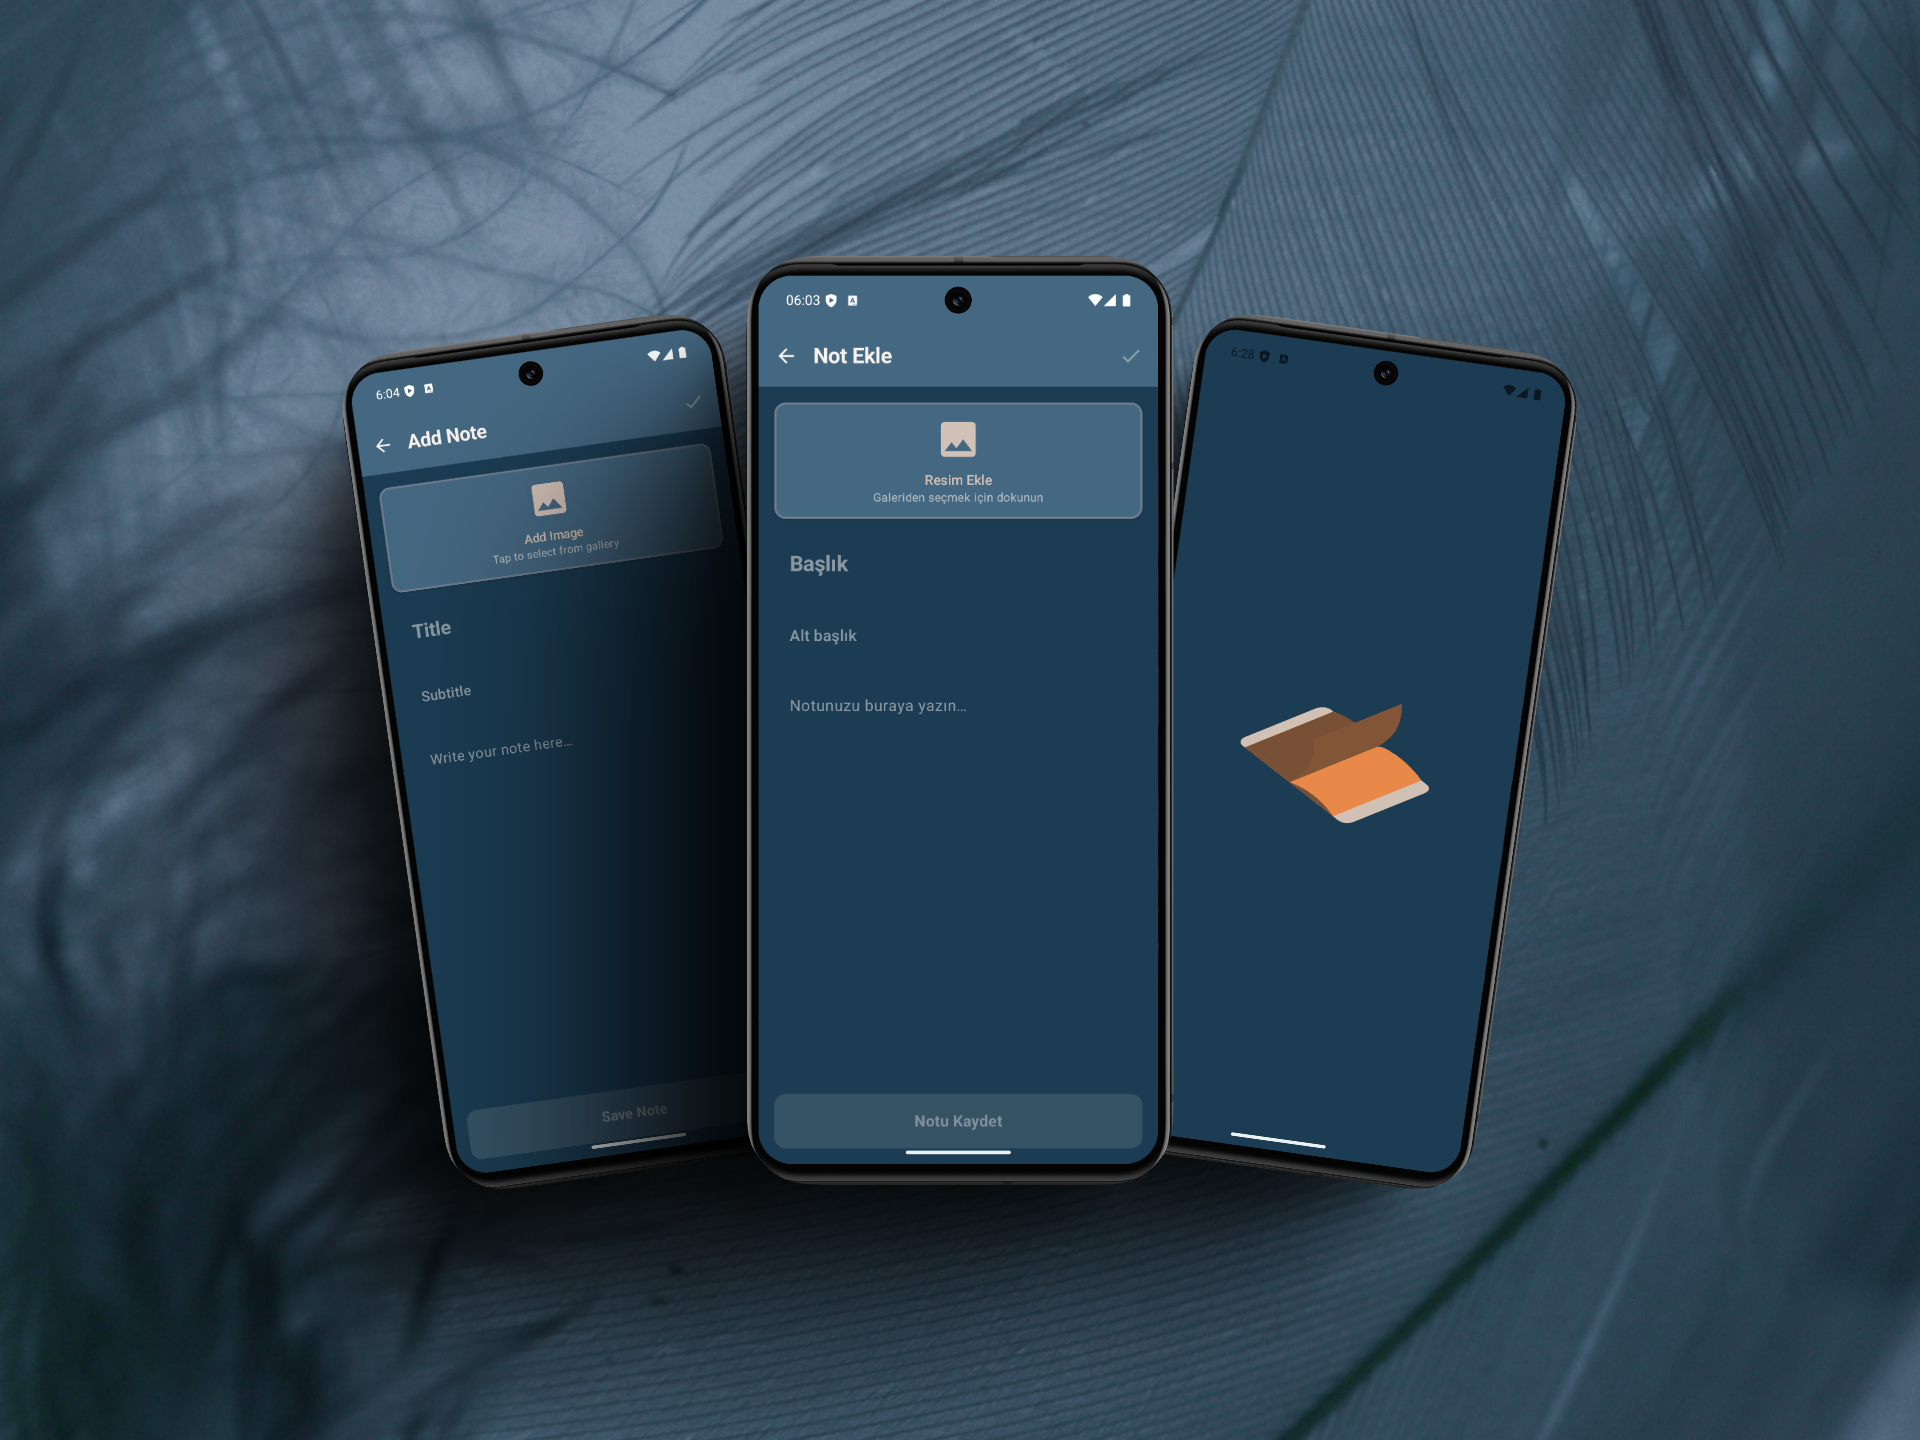 6:04
Add Note
Add Image
Tap to select from gallery
Title
Subtitle
Write your note here...
Save Note
06:03
Not Ekle
Resim Ekle
Galeriden seçmek için dokunun
Başlık
Alt başlık
Notunuzu buraya yazın...
Notu Kaydet
6:28